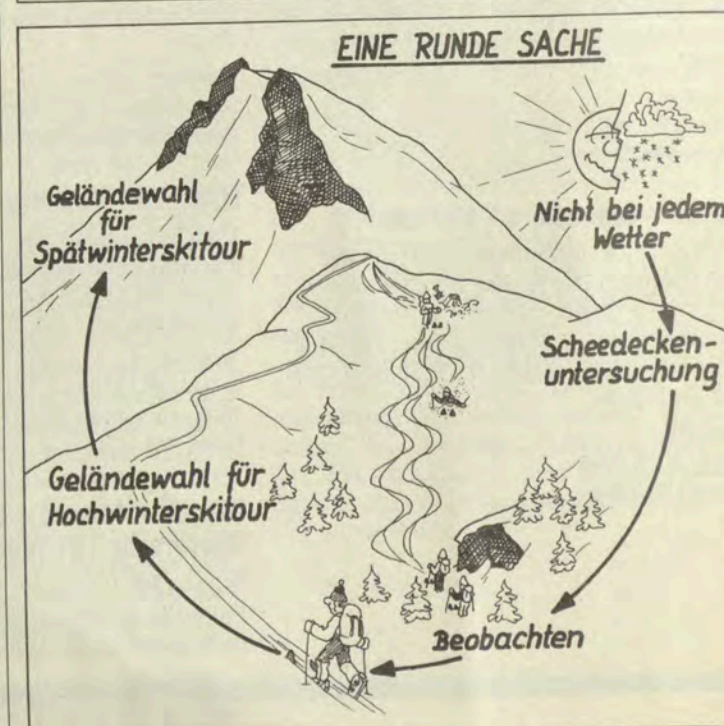 EINE RUNDE SACHE
Nicht bei jedem
Wetter
Scheedecken-
untersuchung
Beobachten
Geländewahl für
Hochwinterskitour
Geländewahl
für
Spätwinterskitour